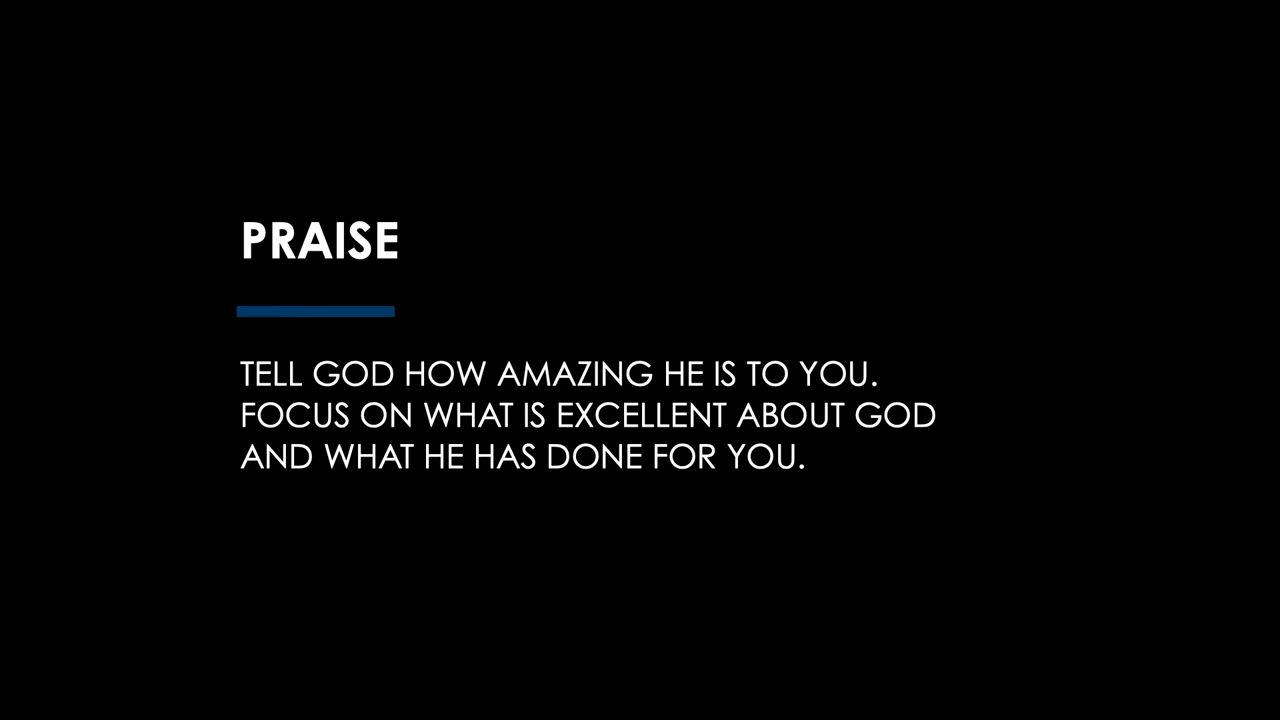 PRAISE
TELL GOD HOW AMAZING HE IS TO YOU.
FOCUS ON WHAT IS EXCELLENT ABOUT GOD
AND WHAT HE HAS DONE FOR YOU.